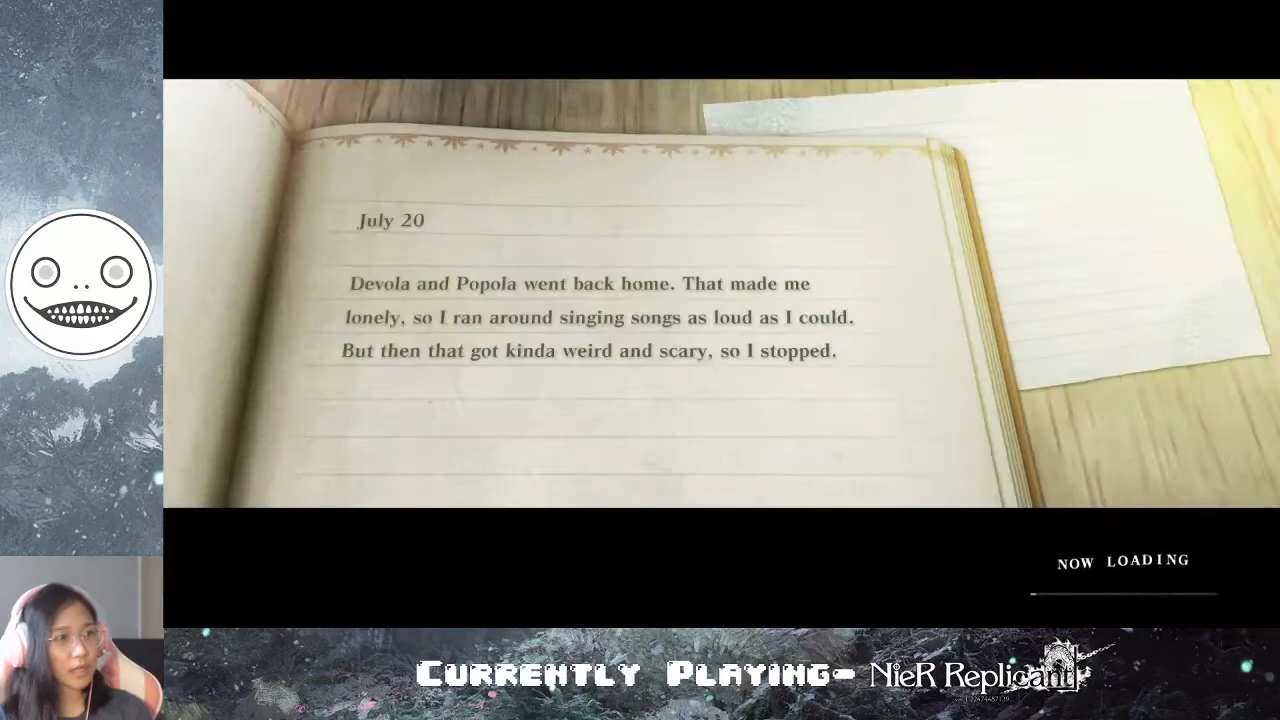 July 20
Devola and Popola went back home. That made me
lonely, so I ran around singing songs as loud as I could.
But then that got kinda weird and scary, so I stopped.
NOW LOADING
Currently Playing- NieR Replicant